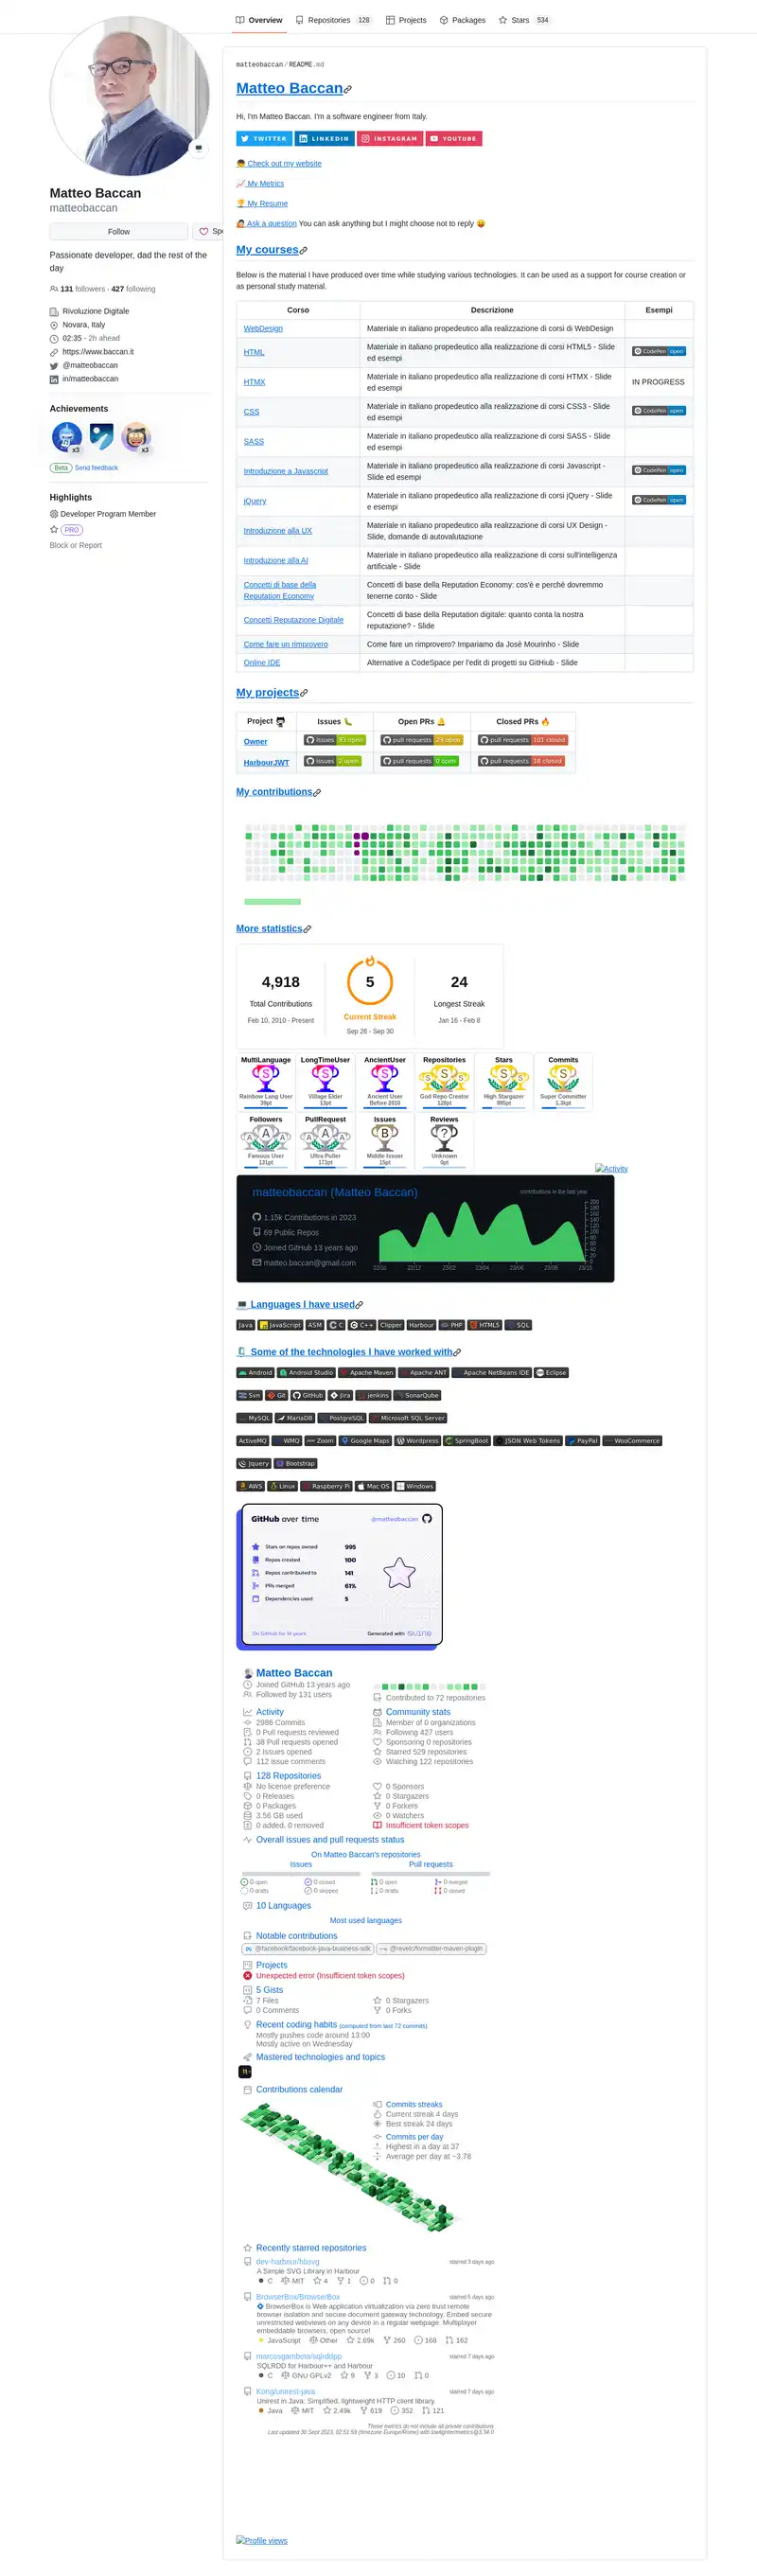 Overview
Repositories 128
Projects
Packages
Stars 534
Matteo Baccan
matteobaccan
Follow
Passionate developer, dad the rest of the
day
131 followers · 427 following
Rivoluzione Digitale
Novara, Italy
02:35 - 2h ahead
https://www.baccan.it
@matteobaccan
in/matteobaccan
Achievements
x3
x3
Beta Send feedback
Highlights
Developer Program Member
PRO
Block or Report
matteobaccan/README.md
Matteo Baccan
Hi, I'm Matteo Baccan. I'm a software engineer from Italy.
TWITTER LINKEDIN INSTAGRAM YOUTUBE
Check out my website
My Metrics
My Resume
Ask a question You can ask anything but I might choose not to reply
My courses
Below is the material I have produced over time while studying various technologies. It can be used as a support for course creation or
as personal study material.
Corso Descrizione Esempi
WebDesign Materiale in italiano propedeutico alla realizzazione di corsi di WebDesign
HTML Materiale in italiano propedeutico alla realizzazione di corsi HTML5 - Slide
ed esempi CodePen open
HTMX Materiale in italiano propedeutico alla realizzazione di corsi HTMX - Slide
ed esempi IN PROGRESS
CSS Materiale in italiano propedeutico alla realizzazione di corsi CSS3 - Slide
ed esempi CodePen open
SASS Materiale in italiano propedeutico alla realizzazione di corsi SASS - Slide
ed esempi
Introduzione a Javascript Materiale in italiano propedeutico alla realizzazione di corsi Javascript -
Slide ed esempi CodePen open
jQuery Materiale in italiano propedeutico alla realizzazione di corsi jQuery - Slide
e esempi CodePen open
Introduzione alla UX Materiale in italiano propedeutico alla realizzazione di corsi UX Design -
Slide, domande di autovalutazione
Introduzione alla AI Materiale in italiano propedeutico alla realizzazione di corsi sull'intelligenza
artificiale - Slide
Concetti di base della
Reputation Economy Concetti di base della Reputation Economy: cos'è e perchè dovremmo
tenerne conto - Slide
Concetti Reputazione Digitale Concetti di base della Reputation digitale: quanto conta la nostra
reputazione? - Slide
Come fare un rimprovero Come fare un rimprovero? Impariamo da Josè Mourinho - Slide
Online IDE Alternative a CodeSpace per l'edit di progetti su GitHub - Slide
My projects
Project Issues Open PRs Closed PRs
Owner issues 93 open pull requests 29 open pull requests 101 closed
HarbourJWT issues 2 open pull requests 0 open pull requests 18 closed
My contributions
More statistics
4,918 5 24
Total Contributions Current Streak Longest Streak
Feb 10, 2010 - Present Sep 26 - Sep 30 Jan 16 - Feb 8
MultiLanguage LongTimeUser AncientUser Repositories Stars Commits
S S S S S S
Rainbow Lang User Village Elder Ancient User God Repo Creator High Stargazer Super Committer
39pt 13pt Before 2010 128pt 995pt 1.3kpt
Followers PullRequest Issues Reviews
A A B ?
Famous User Ultra Puller Middle Issuer Unknown
131pt 173pt 15pt 0pt
Activity
matteobaccan (Matteo Baccan)
contributions in the last year
1.15k Contributions in 2023
69 Public Repos
Joined GitHub 13 years ago
matteo.baccan@gmail.com
200
180
160
140
120
100
80
60
40
20
0
22/10 22/12 23/02 23/04 23/06 23/08 23/10
Languages I have used
Java JavaScript ASM C C++ Clipper Harbour PHP HTML5 SQL
Some of the technologies I have worked with
Android Android Studio Apache Maven Apache ANT Apache NetBeans IDE Eclipse
Svn Git GitHub Jira Jenkins SonarQube
MySQL MariaDB PostgreSQL Microsoft SQL Server
ActiveMQ WMQ Zoom Google Maps Wordpress SpringBoot JSON Web Tokens PayPal WooCommerce
Jquery Bootstrap
AWS Linux Raspberry Pi Mac OS Windows
GitHub over time @matteobaccan
Stars on repos owned 995
Repos created 100
Repos contributed to 141
PRs merged 61%
Dependencies used 5
On GitHub for 14 years Generated with quine
Matteo Baccan
Joined GitHub 13 years ago
Followed by 131 users Contributed to 72 repositories
Activity Community stats
2986 Commits Member of 0 organizations
0 Pull requests reviewed Following 427 users
38 Pull requests opened Sponsoring 0 repositories
2 Issues opened Starred 529 repositories
112 issue comments Watching 122 repositories
128 Repositories
No license preference 0 Sponsors
0 Releases 0 Stargazers
0 Packages 0 Forkers
3.56 GB used 0 Watchers
0 added, 0 removed Insufficient token scopes
Overall issues and pull requests status
On Matteo Baccan's repositories
Issues Pull requests
0 open 0 closed 0 open 0 merged
0 drafts 0 skipped 0 drafts 0 closed
10 Languages
Most used languages
Notable contributions
@facebook/facebook-java-business-sdk @revelc/formatter-maven-plugin
Projects
Unexpected error (Insufficient token scopes)
5 Gists
7 Files 0 Stargazers
0 Comments 0 Forks
Recent coding habits (computed from last 72 commits)
Mostly pushes code around 13:00
Mostly active on Wednesday
Mastered technologies and topics
Contributions calendar
Commits streaks
Current streak 4 days
Best streak 24 days
Commits per day
Highest in a day at 37
Average per day at ~3.78
Recently starred repositories
dev-harbour/hbsvg starred 3 days ago
A Simple SVG Library in Harbour
C MIT 4 1 0 0
BrowserBox/BrowserBox starred 5 days ago
BrowserBox is Web application virtualization via zero trust remote
browser isolation and secure document gateway technology. Embed secure
unrestricted webviews on any device in a regular webpage. Multiplayer
embeddable browsers, open source!
JavaScript Other 2.69k 260 168 162
marcosgambeta/sqlrddpp starred 7 days ago
SQLRDD for Harbour++ and Harbour
C GNU GPLv2 9 3 10 0
Kong/unirest-java starred 7 days ago
Unirest in Java: Simplified, lightweight HTTP client library.
Java MIT 2.49k 619 352 121
These metrics do not include all private contributions
Last updated 30 Sept 2023, 02:51:59 (timezone Europe/Rome) with lowlighter/metrics@3.34.0
Profile views